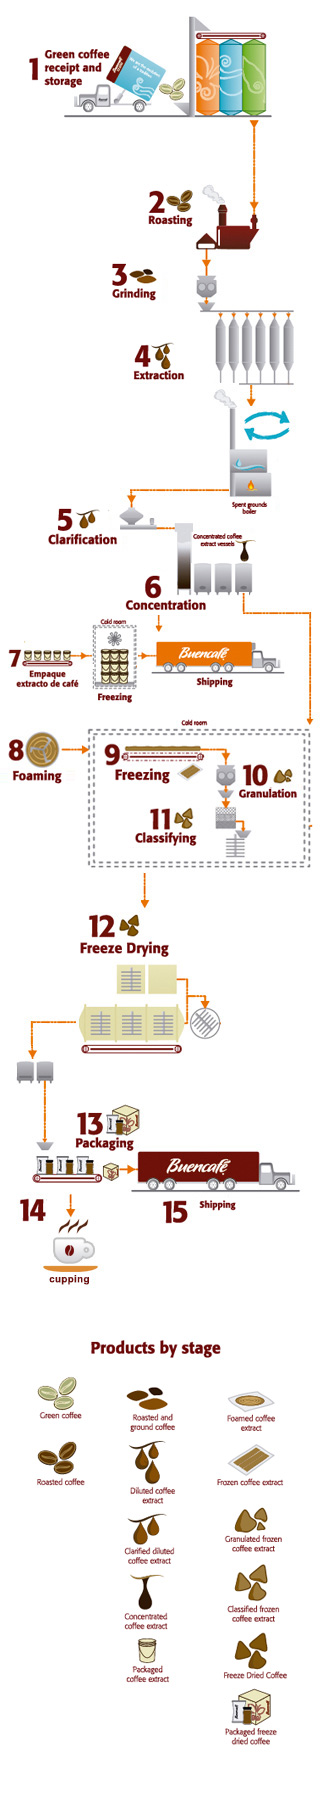 1
Green coffee
receipt and
storage
2
Roasting
3
Grinding
4
Extraction
Spent grounds
boiler
5
Clarification
Concentrated coffee
extract vessels
6
Concentration
7
Empaque
extracto de café
Cold room
Freezing
Buencafé
Shipping
Cold room
8
Foaming
9
Freezing
10
Granulation
11
Classifying
12
Freeze Drying
13
Packaging
Buencafé
14
15
Shipping
cupping
Products by stage
Green coffee
Roasted and
ground coffee
Foamed coffee
extract
Roasted coffee
Diluted coffee
extract
Frozen coffee extract
Clarified diluted
coffee extract
Granulated frozen
coffee extract
Concentrated
coffee extract
Classified frozen
coffee extract
Packaged
coffee extract
Freeze Dried Coffee
Packaged freeze
dried coffee